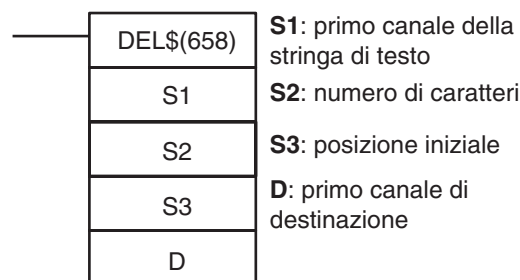 DEL$(658)
S1
S2
S3
D
S1: primo canale della
stringa di testo
S2: numero di caratteri
S3: posizione iniziale
D: primo canale di
destinazione